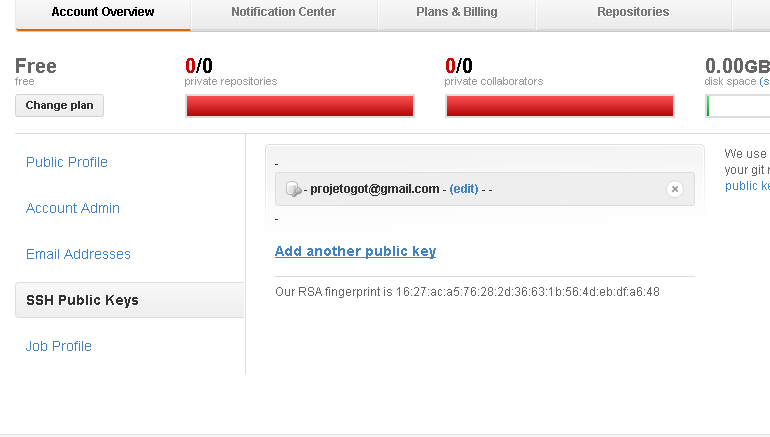 Account Overview
Notification Center
Plans & Billing
Repositories
Free
free
Change plan
0/0
private repositories
0/0
private collaborators
0.00GB
disk space (s
Public Profile
Account Admin
Email Addresses
SSH Public Keys
Job Profile
-
- projetogot@gmail.com - (edit) - -
-
Add another public key
Our RSA fingerprint is 16:27:ac:a5:76:28:2d:36:63:1b:56:4d:eb:df:a6:48
We use
your git r
public ke